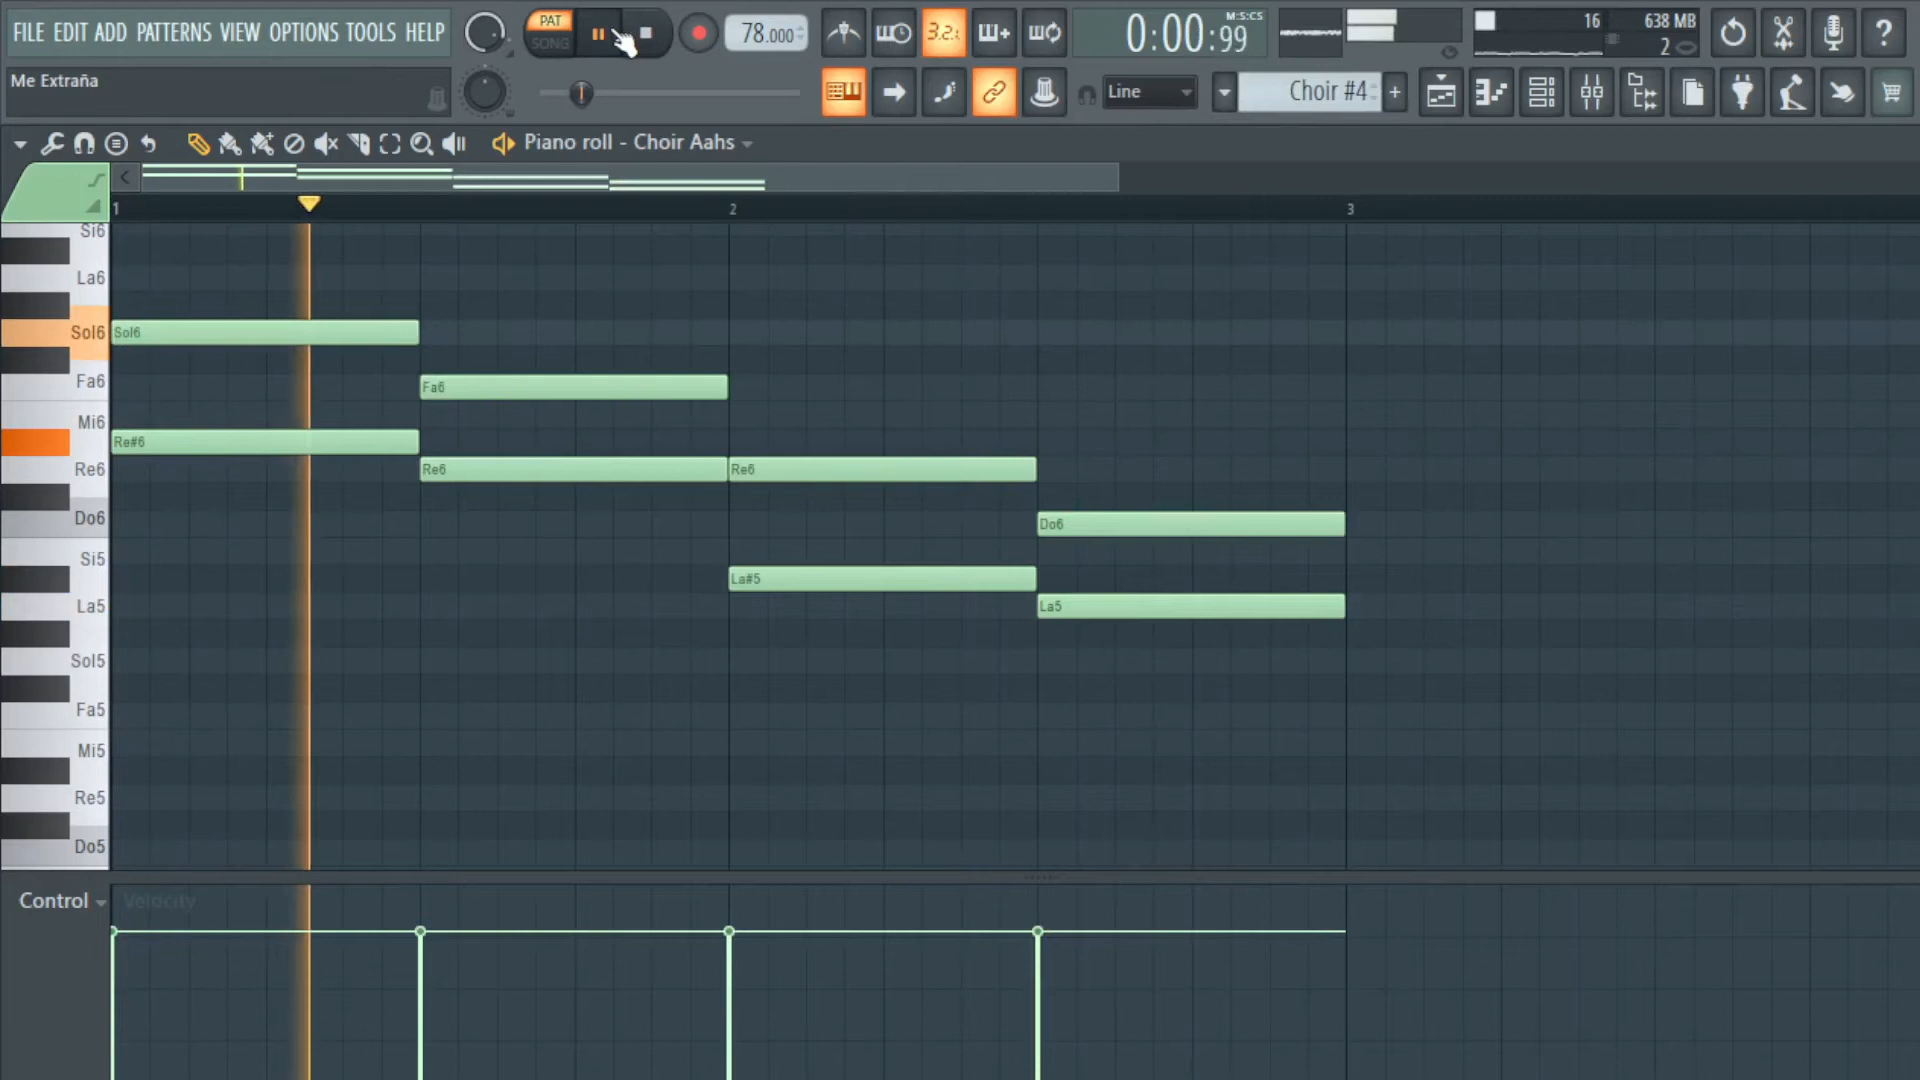 FILE EDIT ADD PATTERNS VIEW OPTIONS TOOLS HELP
PAT
SONG
78.000
3.2.
0:00:99
M:S:CS
16
638 MB
2
Me Extraña
Line
Choir #4
Piano roll - Choir Aahs
1
2
3
Si6
La6
Sol6
Sol6
Fa6
Fa6
Mi6
Re#6
Re6
Re6
Re6
Do6
Do6
Si5
La#5
La5
La5
Sol5
Fa5
Mi5
Re5
Do5
Control
Velocity